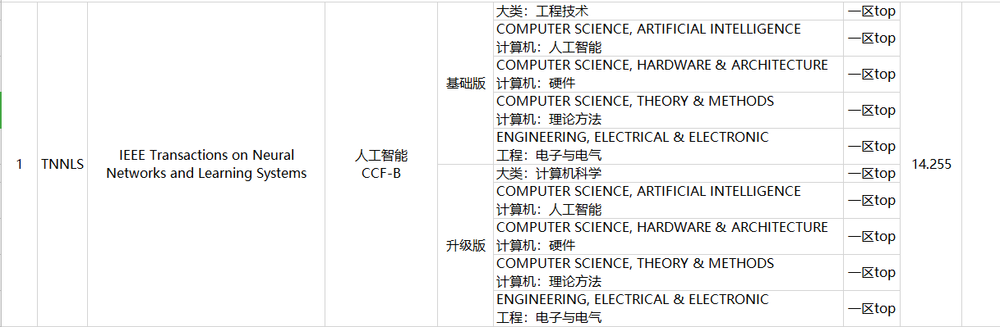 1
TNNLS
IEEE Transactions on Neural
Networks and Learning Systems
人工智能
CCF-B
基础版
大类：工程技术
一区top
COMPUTER SCIENCE, ARTIFICIAL INTELLIGENCE
计算机：人工智能
一区top
COMPUTER SCIENCE, HARDWARE & ARCHITECTURE
计算机：硬件
一区top
COMPUTER SCIENCE, THEORY & METHODS
计算机：理论方法
一区top
ENGINEERING, ELECTRICAL & ELECTRONIC
工程：电子与电气
一区top
升级版
大类：计算机科学
一区top
COMPUTER SCIENCE, ARTIFICIAL INTELLIGENCE
计算机：人工智能
一区top
COMPUTER SCIENCE, HARDWARE & ARCHITECTURE
计算机：硬件
一区top
COMPUTER SCIENCE, THEORY & METHODS
计算机：理论方法
一区top
ENGINEERING, ELECTRICAL & ELECTRONIC
工程：电子与电气
一区top
14.255